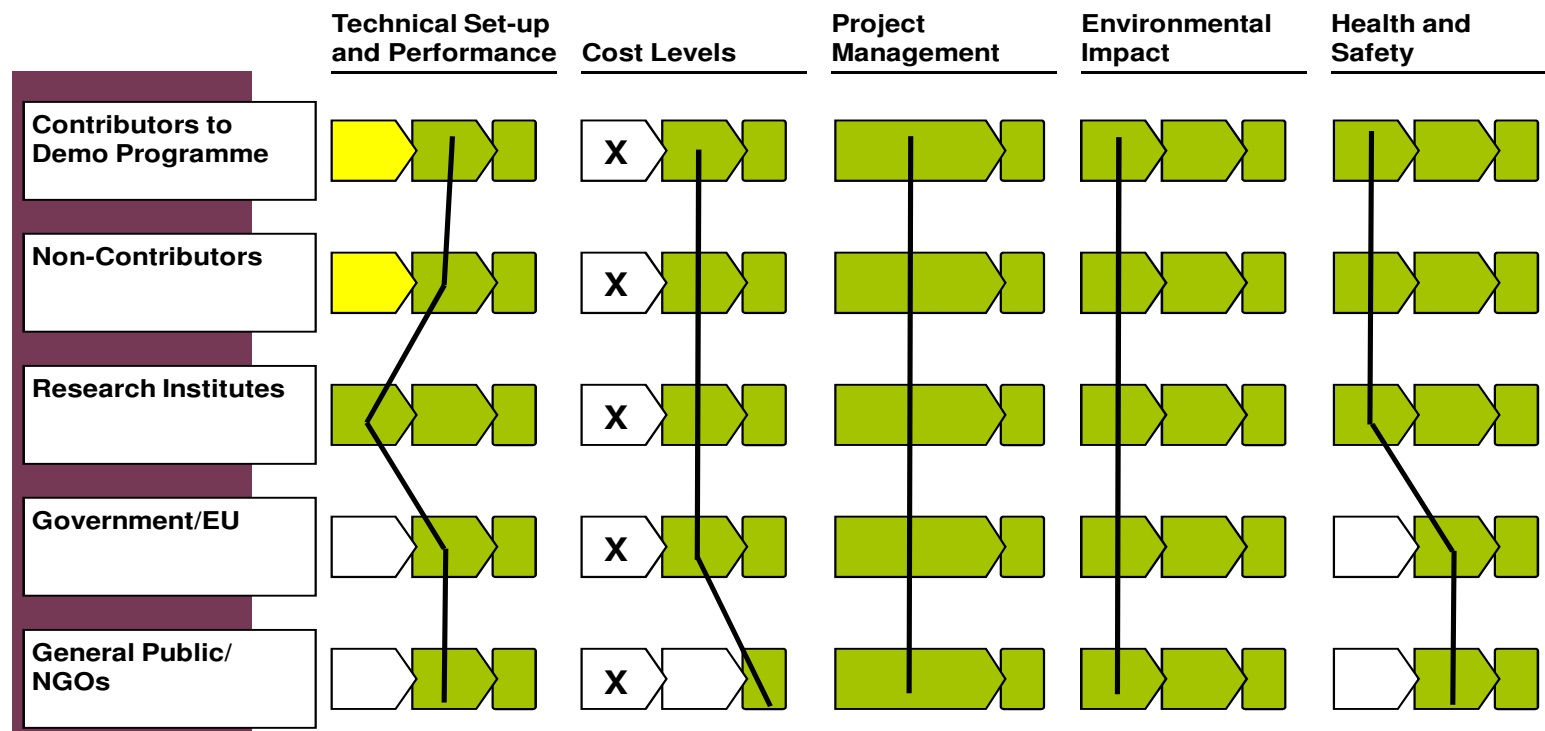 Technical Set-up
and Performance
Cost Levels
Project
Management
Environmental
Impact
Health and
Safety
Contributors to
Demo Programme
X
Non-Contributors
X
Research Institutes
X
Government/EU
X
General Public/
NGOs
X